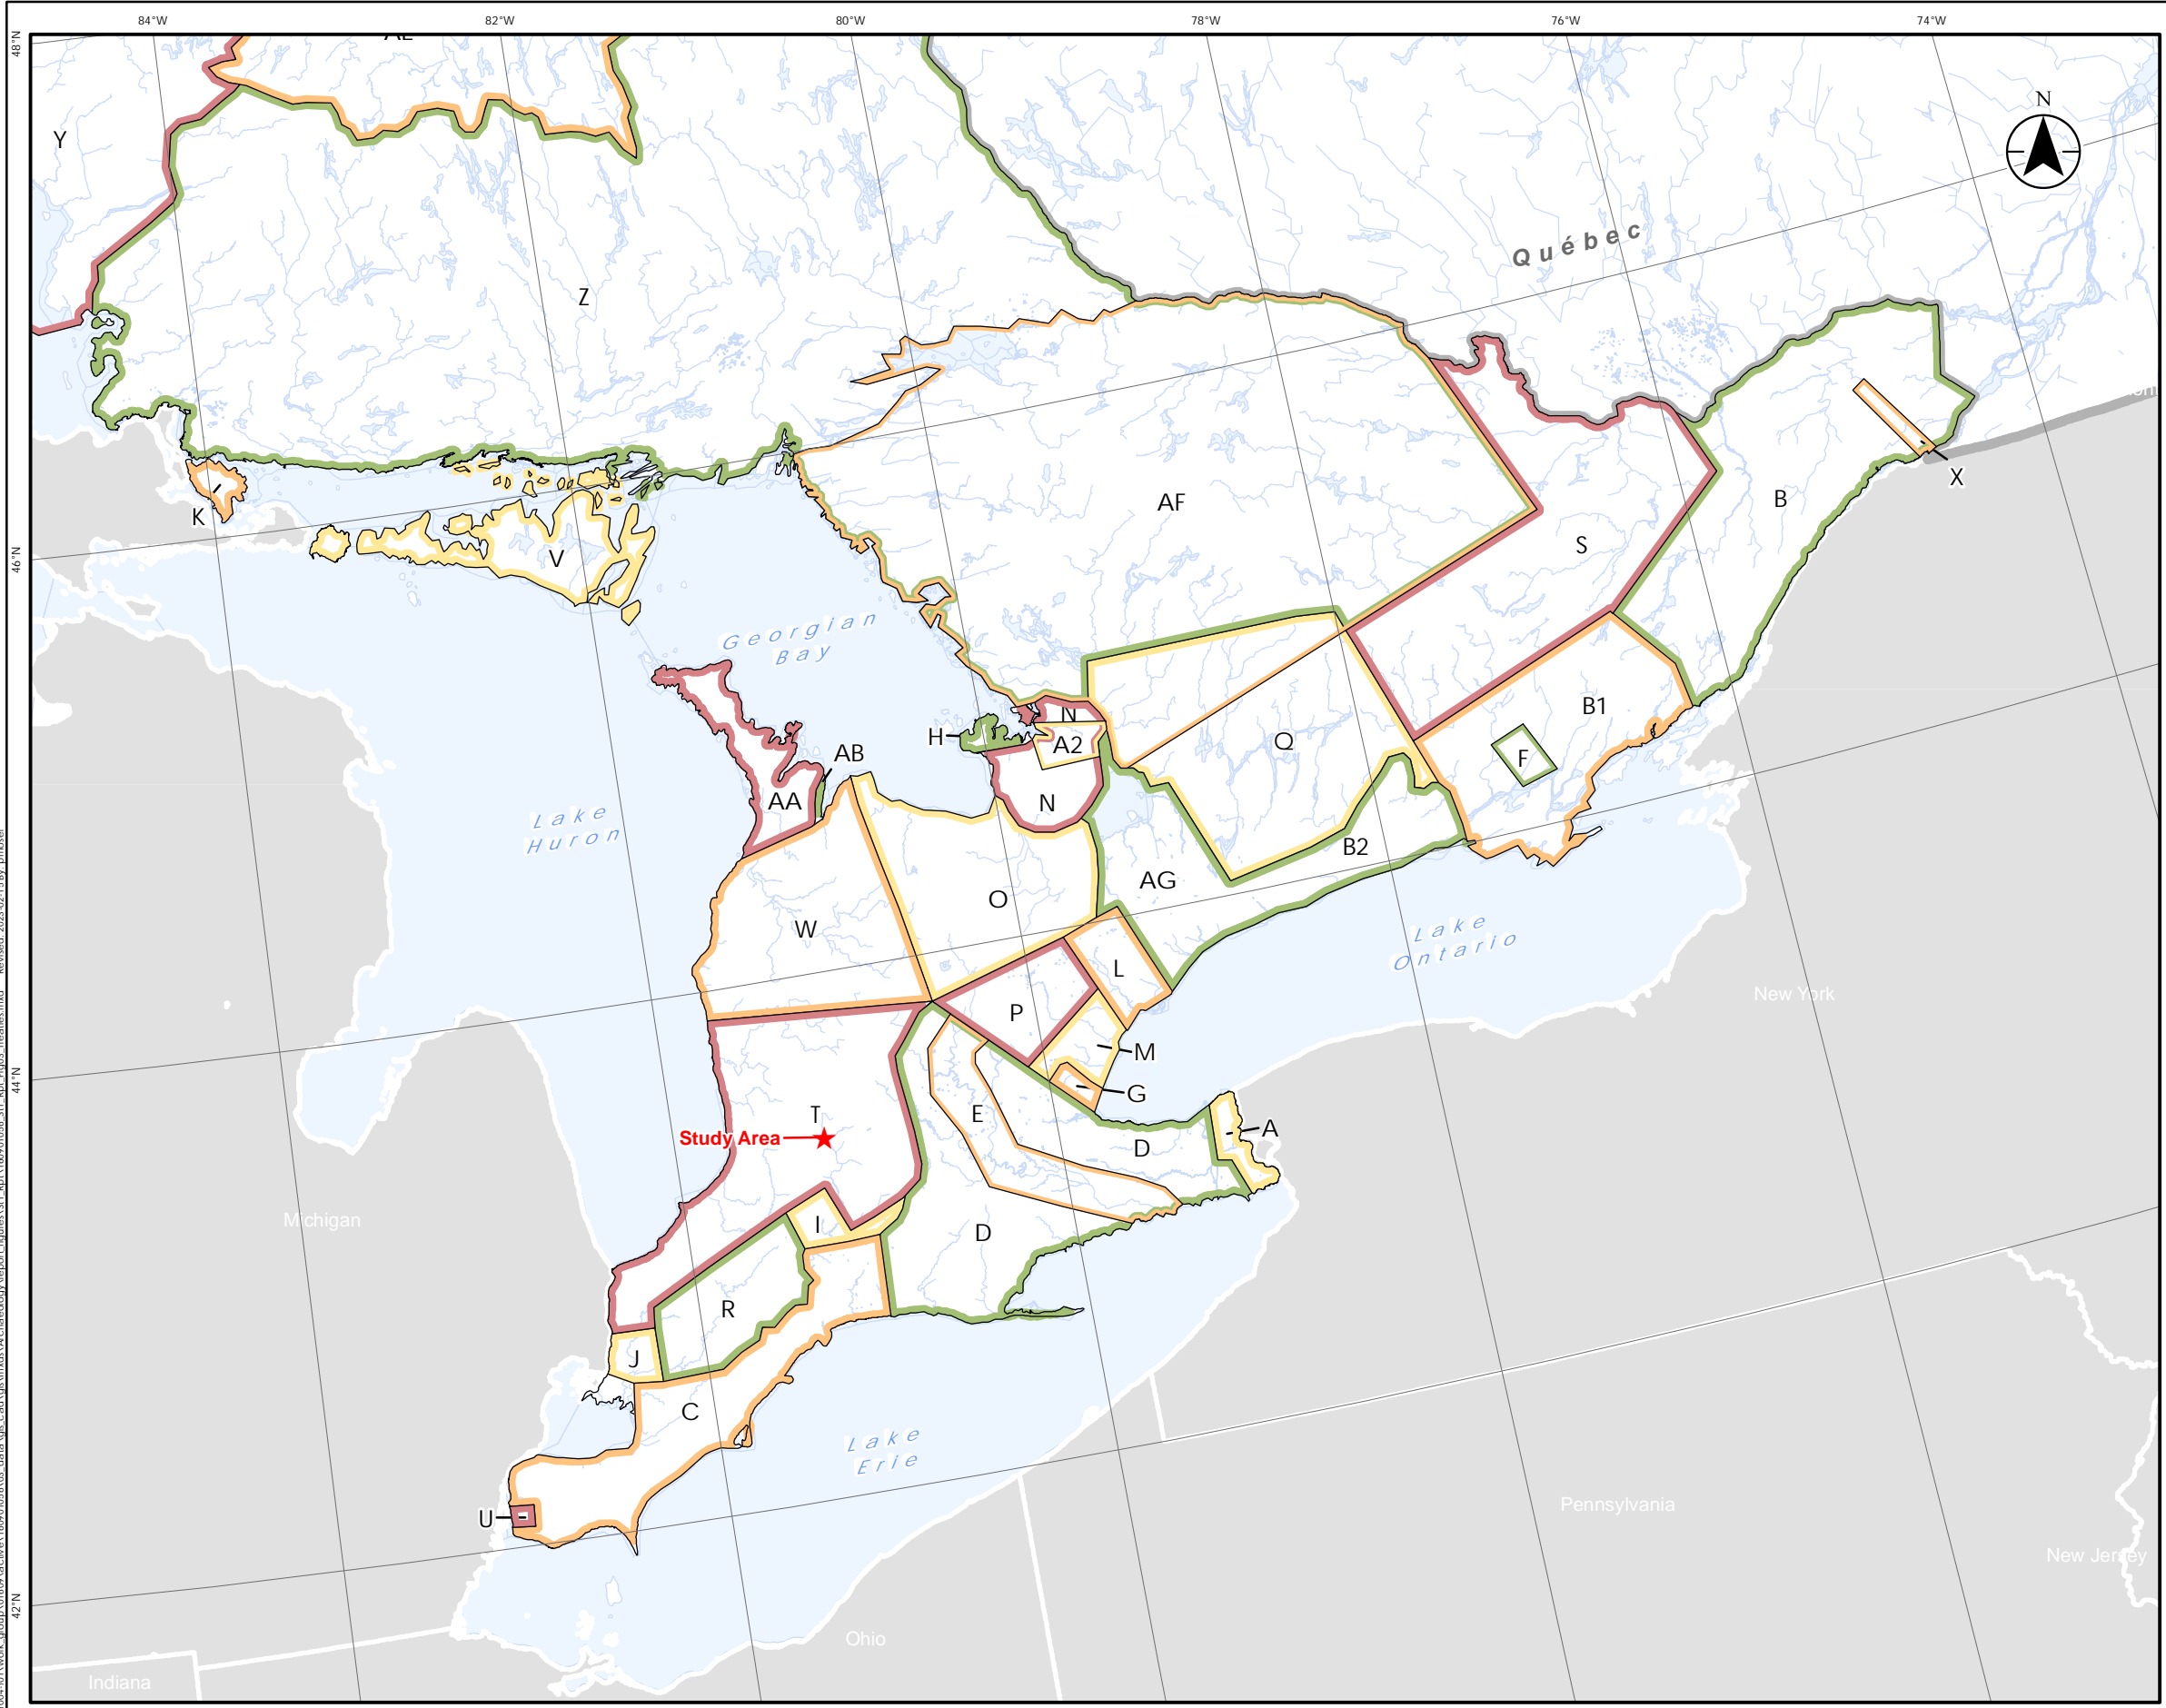 84°W
82°W
80°W
78°W
76°W
74°W
48°N
N
Y
Québec
Z
X
B
AF
K
46°N
S
V
Georgian
Bay
B1
N
H
A2
Q
AB
F
AA
N
Lake
Huron
B2
AG
O
W
Lake
Ontario
L
New York
P
M
44°N
G
T
E
A
Study Area
D
Michigan
I
D
R
J
C
Lake
Erie
Pennsylvania
U
New Jersey
42°N
Ohio
Indiana